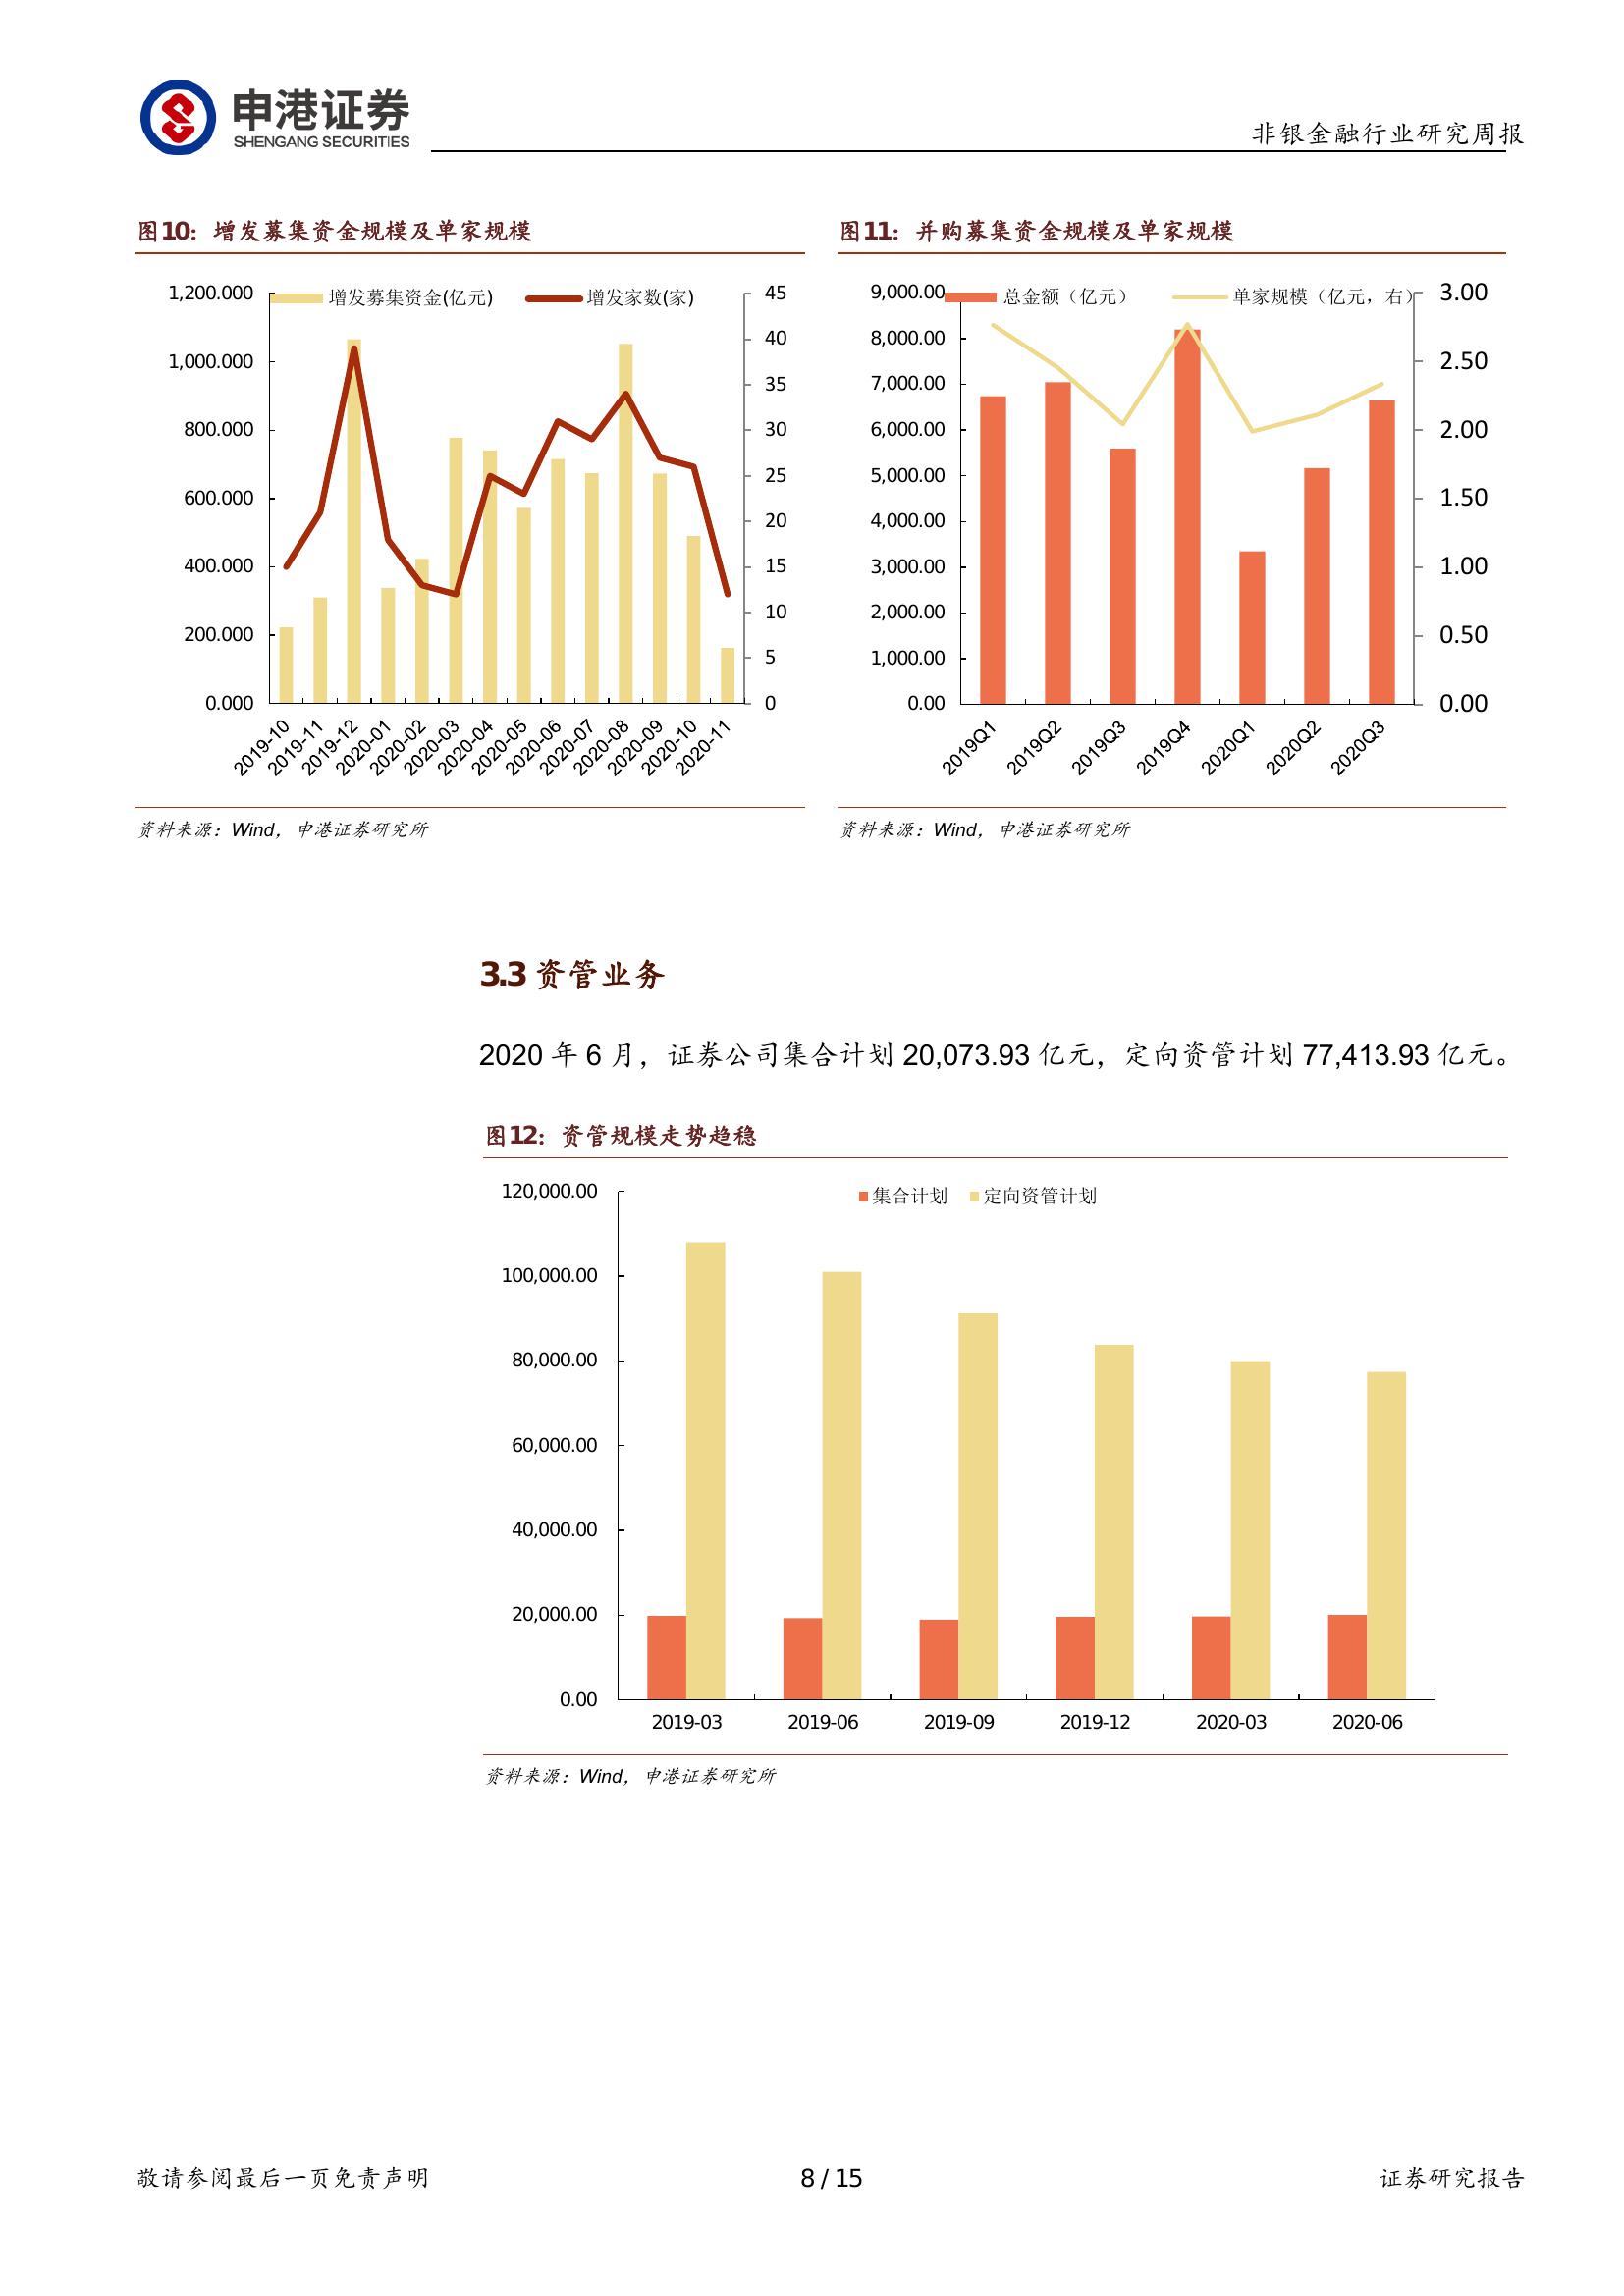 申港证券
SHENGANG SECURITIES
非银金融行业研究周报
图10：增发募集资金规模及单家规模
增发募集资金(亿元) 增发家数(家)
1,200.000
1,000.000
800.000
600.000
400.000
200.000
0.000
45
40
35
30
25
20
15
10
5
0
2019-10
2019-11
2019-12
2020-01
2020-02
2020-03
2020-04
2020-05
2020-06
2020-07
2020-08
2020-09
2020-10
2020-11
资料来源：Wind，申港证券研究所
图11：并购募集资金规模及单家规模
总金额（亿元） 单家规模（亿元，右）
9,000.00
8,000.00
7,000.00
6,000.00
5,000.00
4,000.00
3,000.00
2,000.00
1,000.00
0.00
3.00
2.50
2.00
1.50
1.00
0.50
0.00
2019Q1
2019Q2
2019Q3
2019Q4
2020Q1
2020Q2
2020Q3
资料来源：Wind，申港证券研究所
3.3 资管业务
2020 年 6 月，证券公司集合计划 20,073.93 亿元，定向资管计划 77,413.93 亿元。
图12：资管规模走势趋稳
集合计划 定向资管计划
120,000.00
100,000.00
80,000.00
60,000.00
40,000.00
20,000.00
0.00
2019-03 2019-06 2019-09 2019-12 2020-03 2020-06
资料来源：Wind，申港证券研究所
敬请参阅最后一页免责声明 8 / 15 证券研究报告